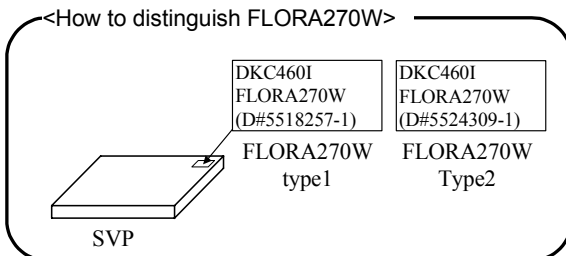 <How to distinguish FLORA270W>
DKC460I
FLORA270W
(D#5518257-1)
FLORA270W
type1
DKC460I
FLORA270W
(D#5524309-1)
FLORA270W
Type2
SVP